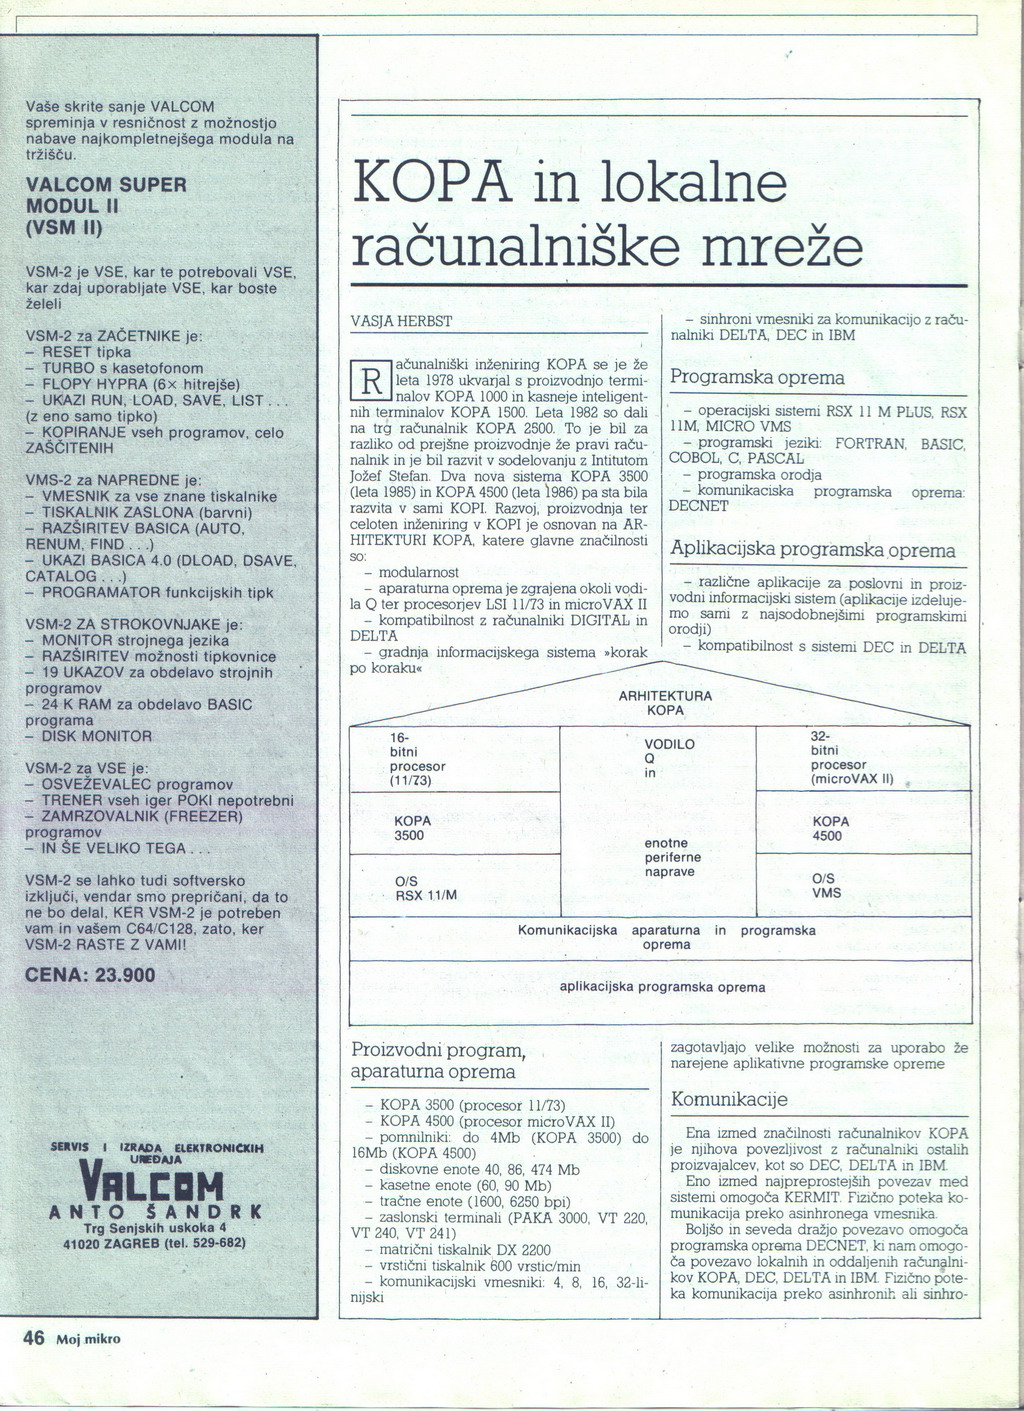 Vaše skrite sanje VALCOM
spreminja v resničnost z možnostjo
nabave najkompletnejšega modula na
tržišču.
VALCOM SUPER
MODUL II
(VSM II)
VSM-2 je VSE, kar te potrebovali VSE,
kar zdaj uporabljate VSE, kar boste
želeli
VSM-2 za ZAČETNIKE je:
– RESET tipka
– TURBO s kasetofonom
– FLOPY HYPRA (6× hitrejše)
– UKAZI RUN, LOAD, SAVE, LIST . . .
(z eno samo tipko)
– KOPIRANJE vseh programov, celo
ZAŠČITENIH
VMS-2 za NAPREDNE je:
– VMESNIK za vse znane tiskalnike
– TISKALNIK ZASLONA (barvni)
– RAZŠIRITEV BASICA (AUTO,
RENUM, FIND . . .)
– UKAZI BASICA 4.0 (DLOAD, DSAVE,
CATALOG . . .)
– PROGRAMATOR funkcijskih tipk
VSM-2 ZA STROKOVNJAKE je:
– MONITOR strojnega jezika
– RAZŠIRITEV možnosti tipkovnice
– 19 UKAZOV za obdelavo strojnih
programov
– 24 K RAM za obdelavo BASIC
programa
– DISK MONITOR
VSM-2 za VSE je:
– OSVEŽEVALEC programov
– TRENER vseh iger POKI nepotrebni
– ZAMRZOVALNIK (FREEZER)
programov
– IN ŠE VELIKO TEGA . . .
VSM-2 se lahko tudi softversko
izključi, vendar smo prepričani, da to
ne bo delal, KER VSM-2 je potreben
vam in vašem C64/C128, zato, ker
VSM-2 RASTE Z VAMI!
CENA: 23.900
SERVIS I IZRADA ELEKTRONIČKIH
UREĐAJA
VALCOM
ANTO ŠANDRK
Trg Senjskih uskoka 4
41020 ZAGREB (tel. 529-682)
46 Moj mikro
KOPA in lokalne
računalniške mreže
VASJA HERBST
Računalniški inženiring KOPA se je že
leta 1978 ukvarjal s proizvodnjo termi-
nalov KOPA 1000 in kasneje inteligent-
nih terminalov KOPA 1500. Leta 1982 so dali
na trg računalnik KOPA 2500. To je bil za
razliko od prejšne proizvodnje že pravi raču-
nalnik in je bil razvit v sodelovanju z Intitutom
Jožef Stefan. Dva nova sistema KOPA 3500
(leta 1985) in KOPA 4500 (leta 1986) pa sta bila
razvita v sami KOPI. Razvoj, proizvodnja ter
celoten inženiring v KOPI je osnovan na AR-
HITEKTURI KOPA, katere glavne značilnosti
so:
– modularnost
– aparaturna oprema je zgrajena okoli vodi-
la Q ter procesorjev LSI 11/73 in microVAX II
– kompatibilnost z računalniki DIGITAL in
DELTA
– gradnja informacijskega sistema »korak
po koraku«
– sinhroni vmesniki za komunikacijo z raču-
nalniki DELTA, DEC in IBM
Programska oprema
– operacijski sistemi RSX 11 M PLUS, RSX
11M, MICRO VMS
– programski jeziki: FORTRAN, BASIC,
COBOL, C, PASCAL
– programska orodja
– komunikaciska programska oprema:
DECNET
Aplikacijska programska oprema
– različne aplikacije za poslovni in proiz-
vodni informacijski sistem (aplikacije izdeluje-
mo sami z najsodobnejšimi programskimi
orodji)
– kompatibilnost s sistemi DEC in DELTA
ARHITEKTURA
KOPA
16-
bitni
procesor
(11/73)
KOPA
3500
O/S
RSX 11/M
VODILO
Q
in
enotne
periferne
naprave
32-
bitni
procesor
(microVAX II)
KOPA
4500
O/S
VMS
Komunikacijska aparaturna in programska
oprema
aplikacijska programska oprema
Proizvodni program,
aparaturna oprema
– KOPA 3500 (procesor 11/73)
– KOPA 4500 (procesor microVAX II)
– pomnilniki: do 4Mb (KOPA 3500) do
16Mb (KOPA 4500)
– diskovne enote 40, 86, 474 Mb
– kasetne enote (60, 90 Mb)
– tračne enote (1600, 6250 bpi)
– zaslonski terminali (PAKA 3000, VT 220,
VT 240, VT 241)
– matrični tiskalnik DX 2200
– vrstični tiskalnik 600 vrstic/min
– komunikacijski vmesniki: 4, 8, 16, 32-li-
nijski
zagotavljajo velike možnosti za uporabo že
narejene aplikativne programske opreme
Komunikacije
Ena izmed značilnosti računalnikov KOPA
je njihova povezljivost z računalniki ostalih
proizvajalcev, kot so DEC, DELTA in IBM.
Eno izmed najpreprostejših povezav med
sistemi omogoča KERMIT. Fizično poteka ko-
munikacija preko asinhronega vmesnika.
Boljšo in seveda dražjo povezavo omogoča
programska oprema DECNET, ki nam omogo-
ča povezavo lokalnih in oddaljenih računalni-
kov KOPA, DEC, DELTA in IBM. Fizično pote-
ka komunikacija preko asinhronih ali sinhro-